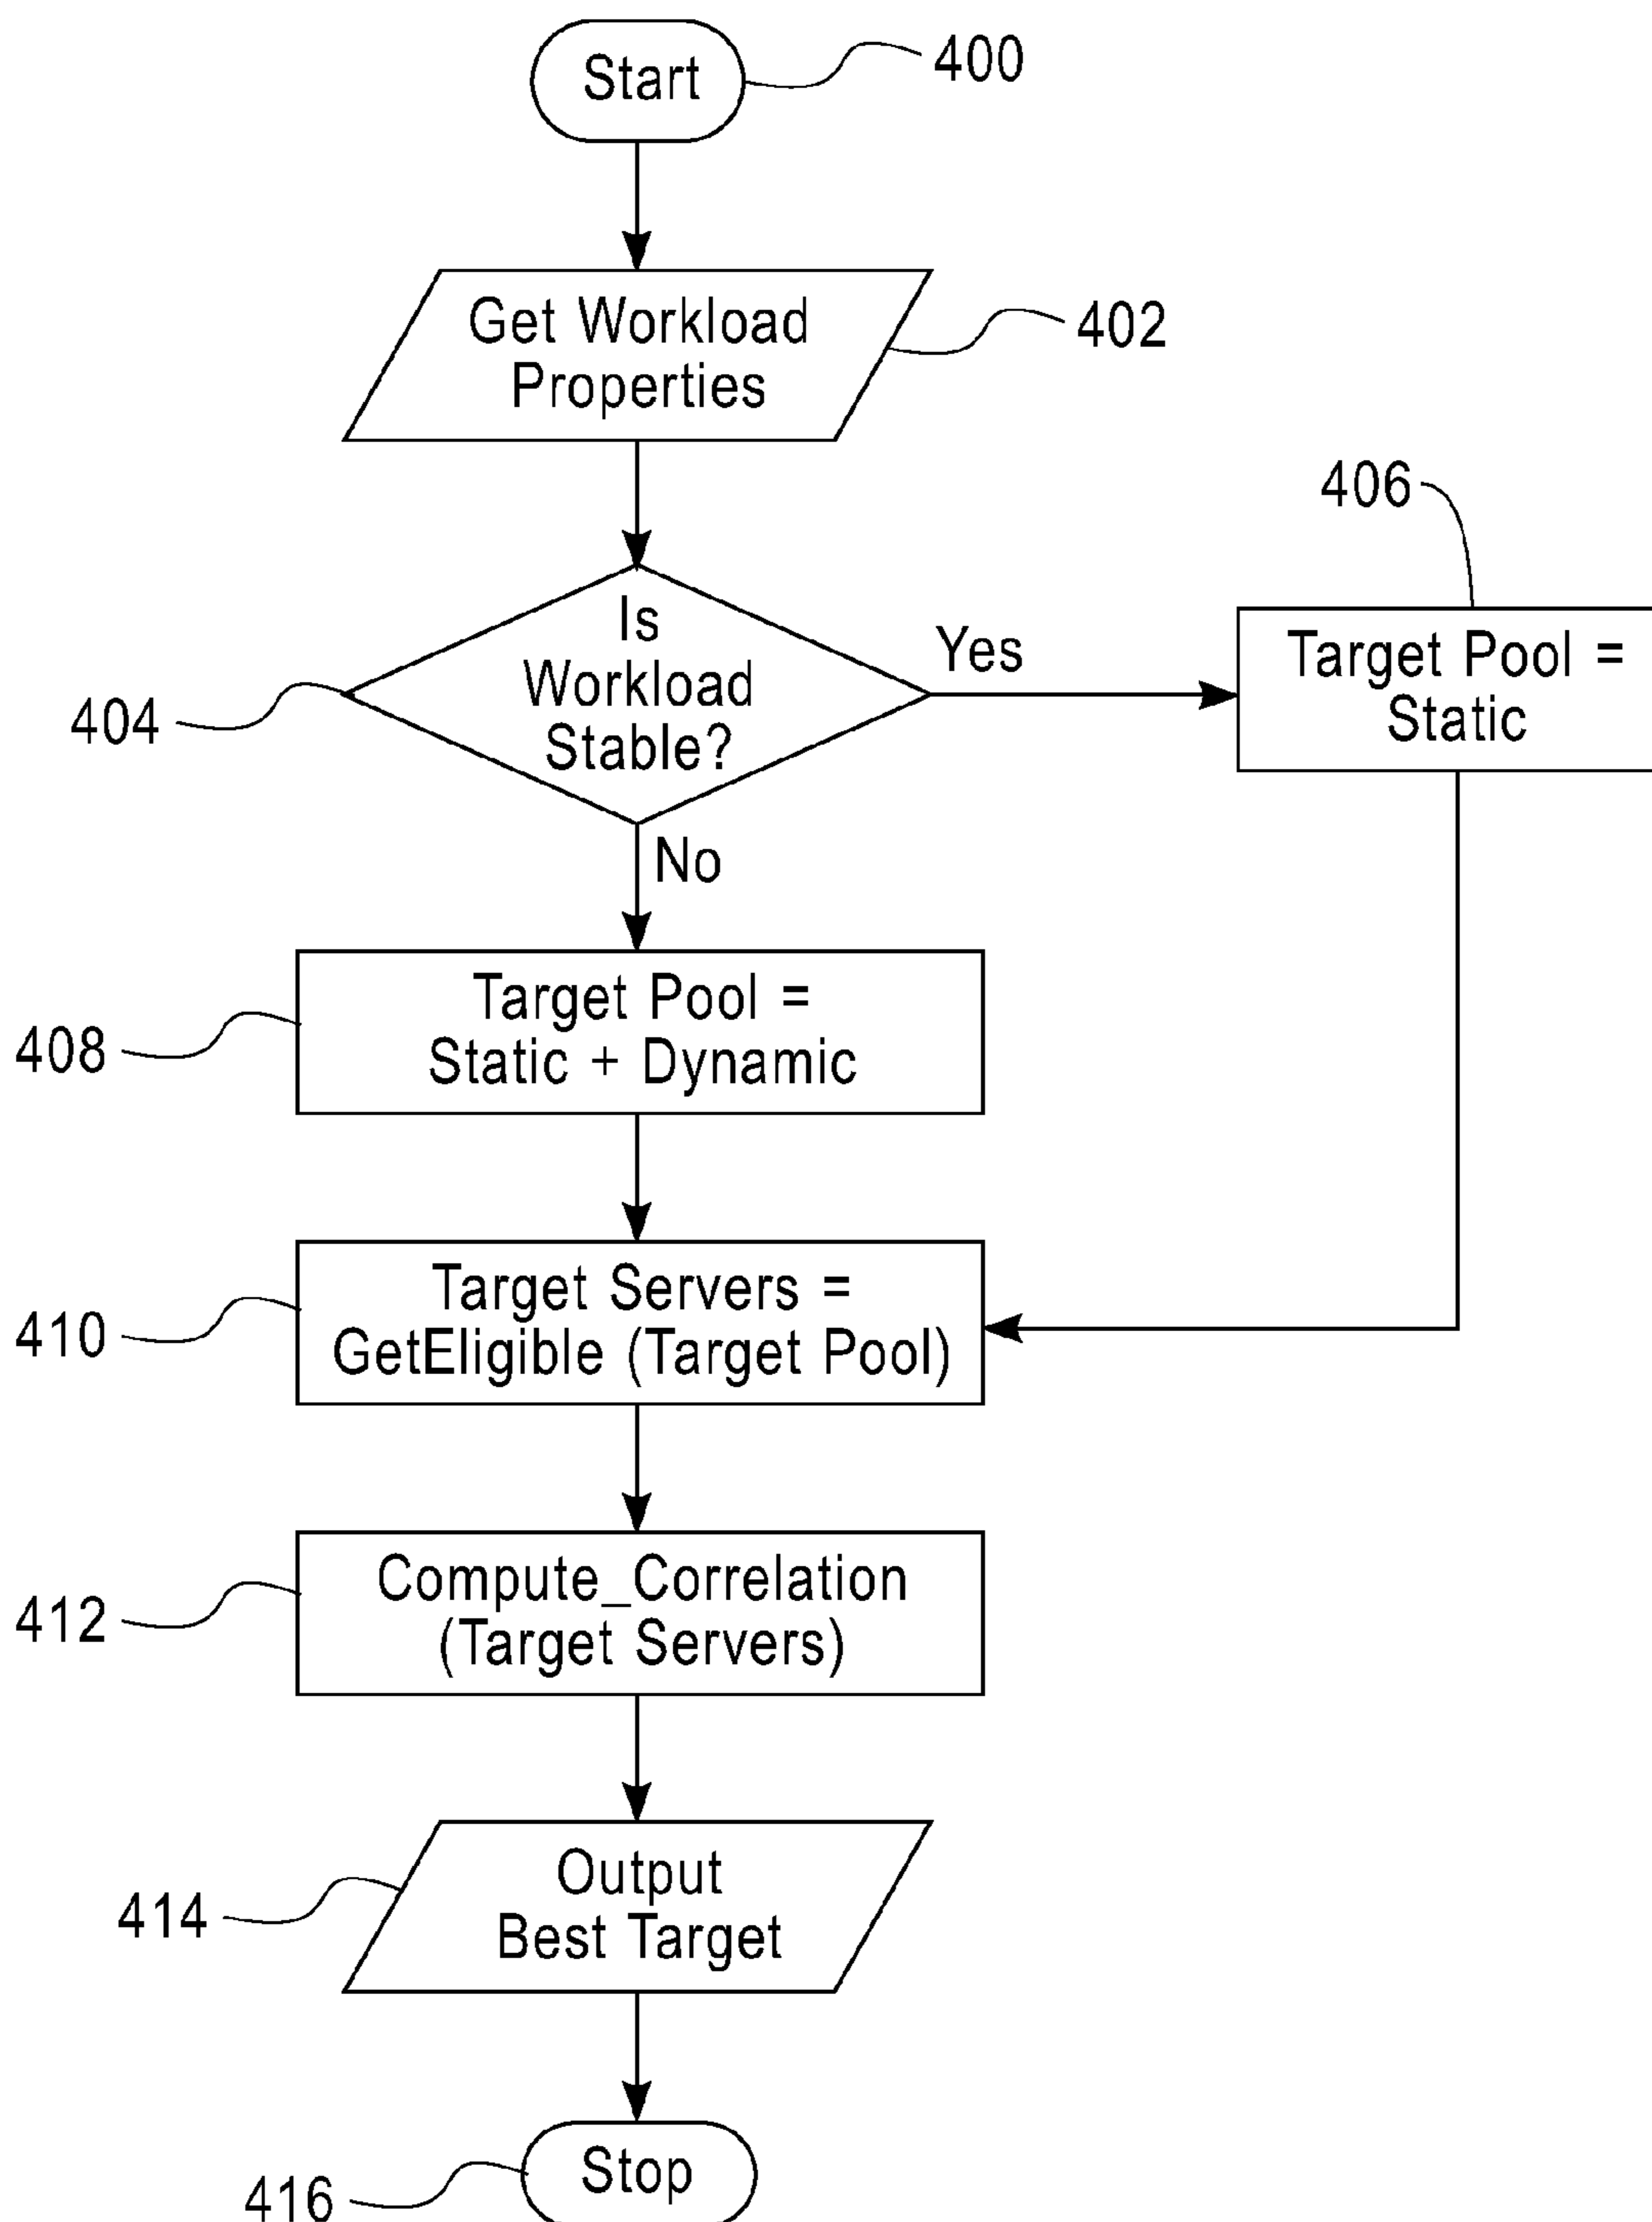 Start
400
Get Workload
Properties
402
Is
Workload
Stable?
404
Yes
406
Target Pool =
Static
No
Target Pool =
Static + Dynamic
408
Target Servers =
GetEligible (Target Pool)
410
Compute_Correlation
(Target Servers)
412
Output
Best Target
414
Stop
416